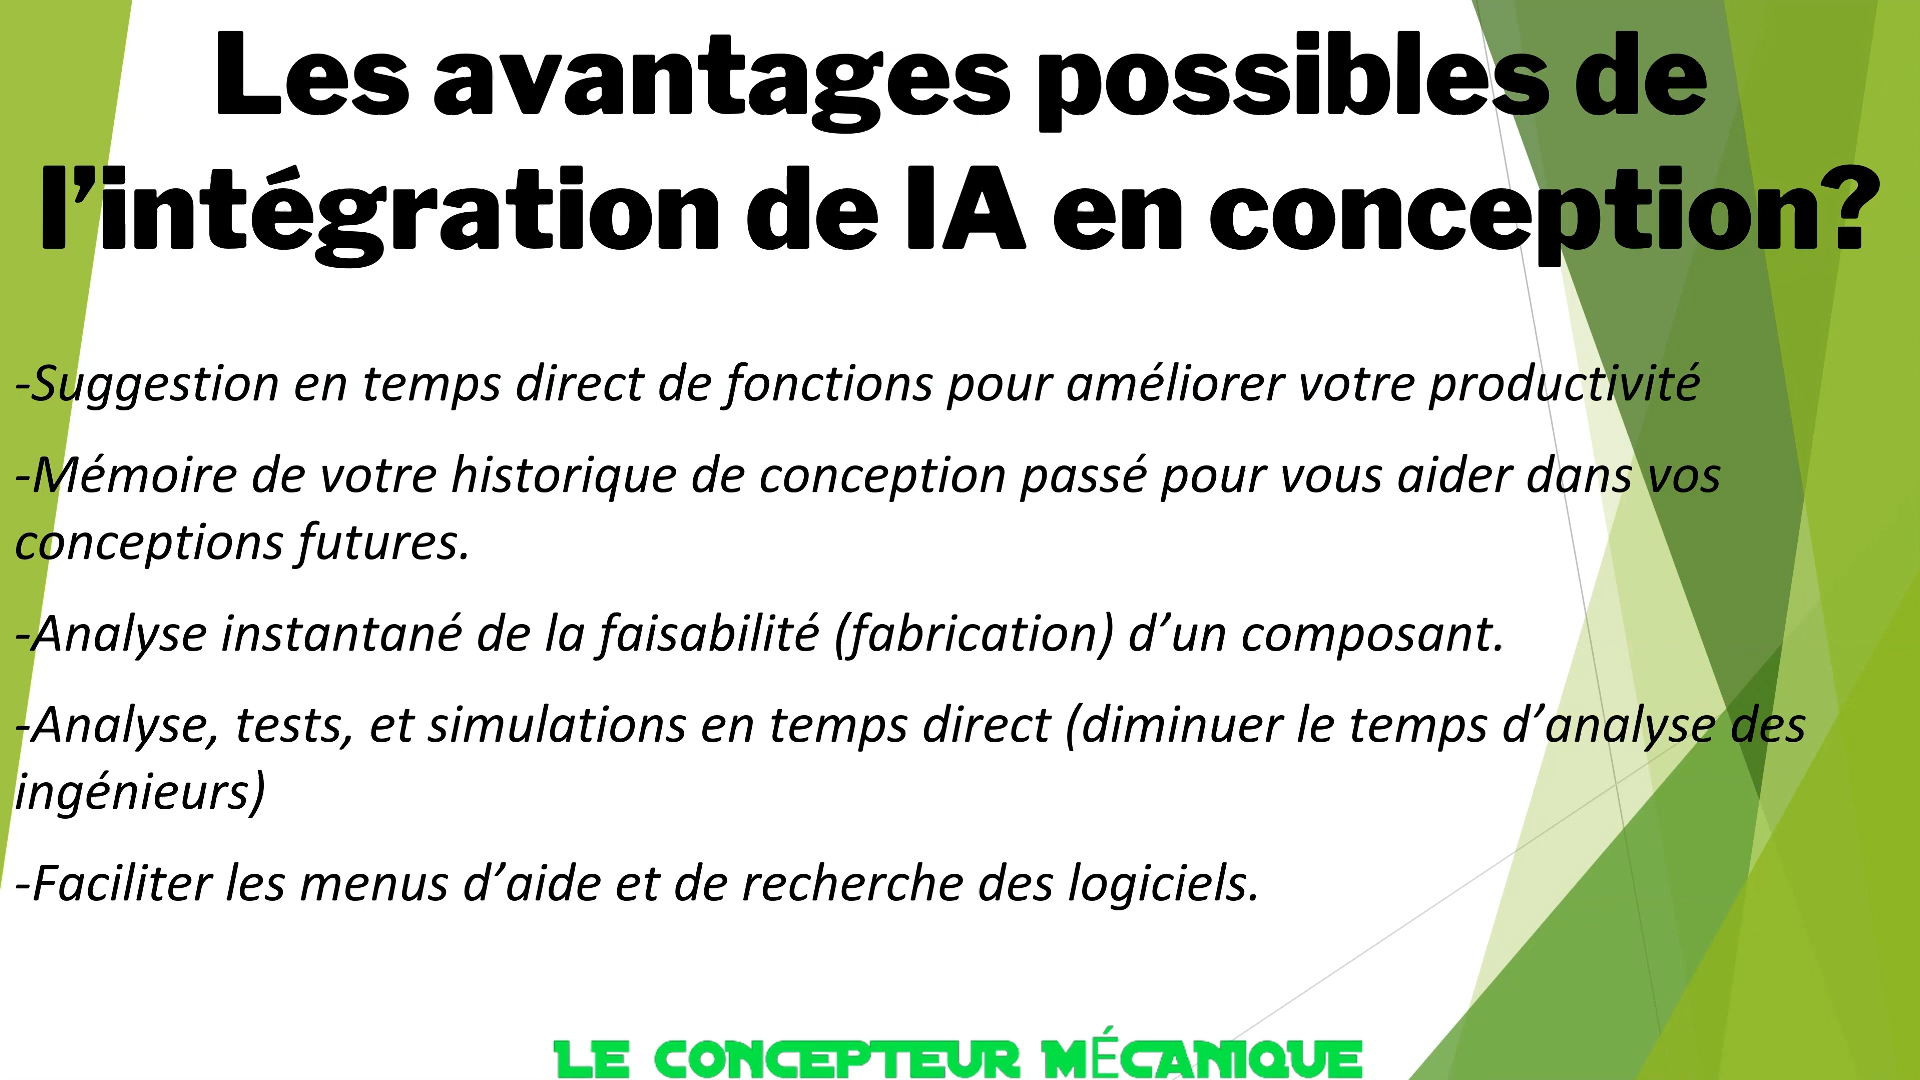 Les avantages possibles de
l’intégration de IA en conception?
-Suggestion en temps direct de fonctions pour améliorer votre productivité
-Mémoire de votre historique de conception passé pour vous aider dans vos
conceptions futures.
-Analyse instantané de la faisabilité (fabrication) d’un composant.
-Analyse, tests, et simulations en temps direct (diminuer le temps d’analyse des
ingénieurs)
-Faciliter les menus d’aide et de recherche des logiciels.
LE CONCEPTEUR MÉCANIQUE